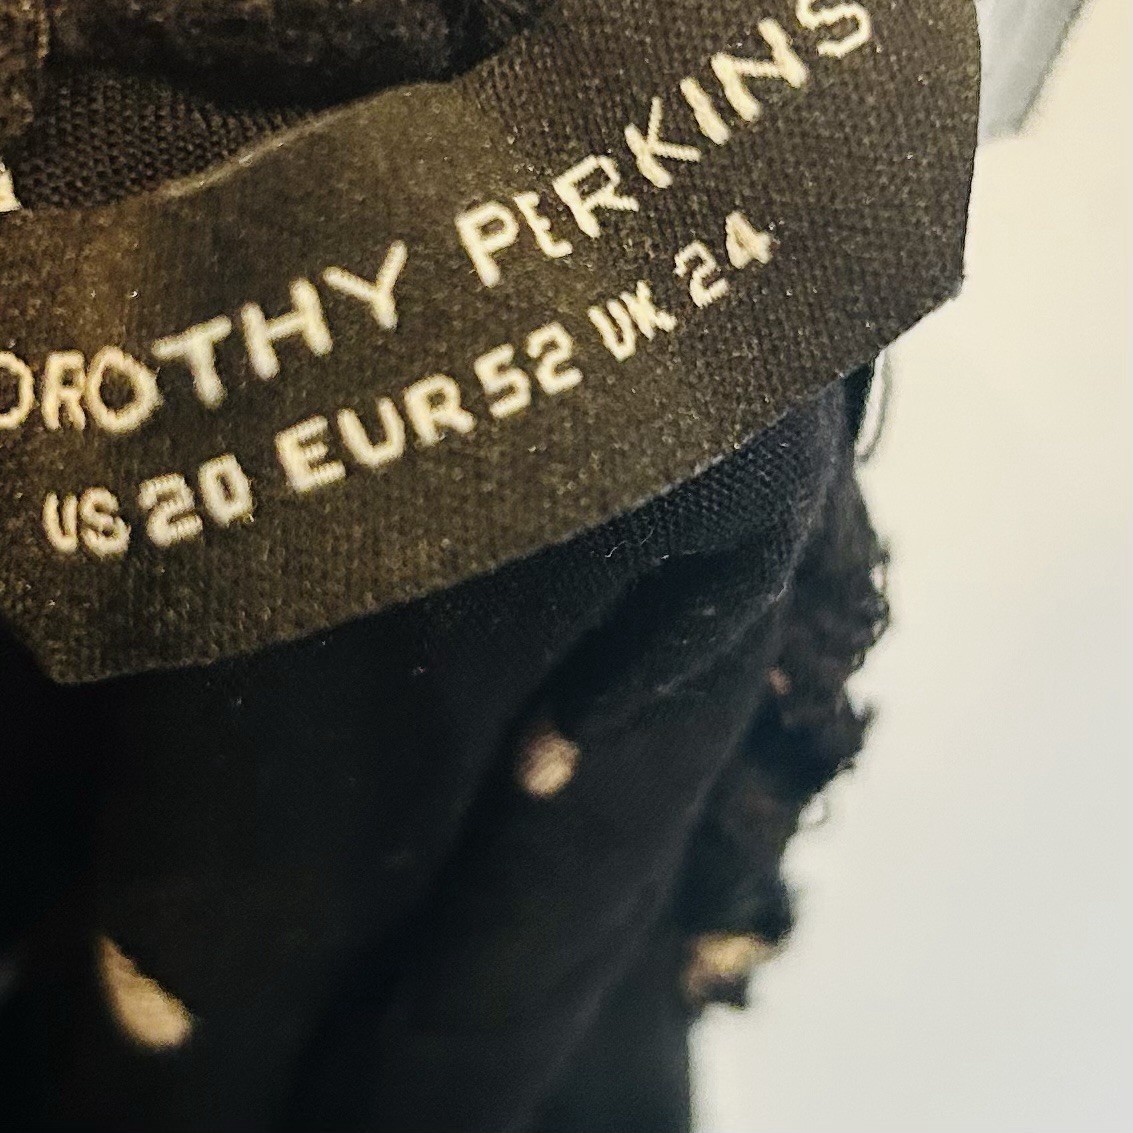 OROTHY PERKINS
US 20 EUR 52 UK 24